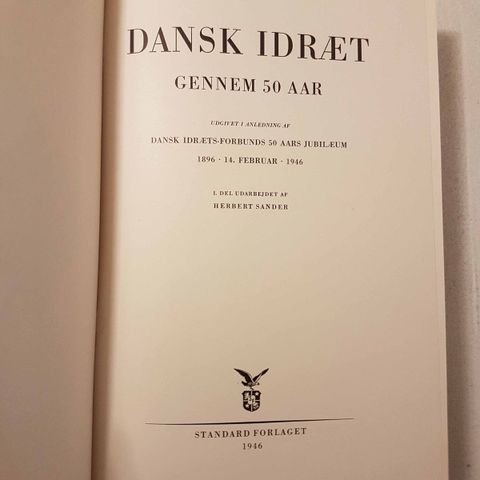 DANSK IDRÆT
GENNEM 50 AAR
UDGIVET I ANLEDNING AF
DANSK IDRÆTS-FORBUNDS 50 AARS JUBILÆUM
1896 · 14. FEBRUAR · 1946
I. DEL UDARBEJDET AF
HERBERT SANDER
STANDARD FORLAGET
1946